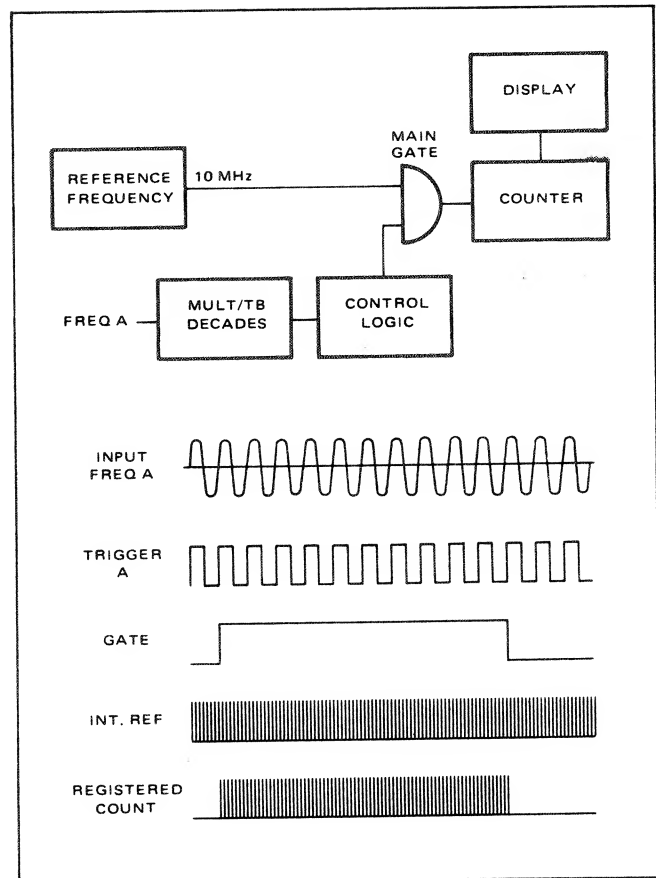 DISPLAY
MAIN
GATE
REFERENCE
FREQUENCY
10 MHz
COUNTER
FREQ A
MULT/TB
DECADES
CONTROL
LOGIC
INPUT
FREQ A
TRIGGER
A
GATE
INT. REF
REGISTERED
COUNT